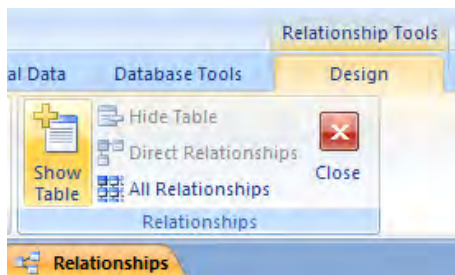 Relationship Tools
al Data Database Tools Design
Show Table
Hide Table
Direct Relationships
All Relationships
Close
Relationships
Relationships